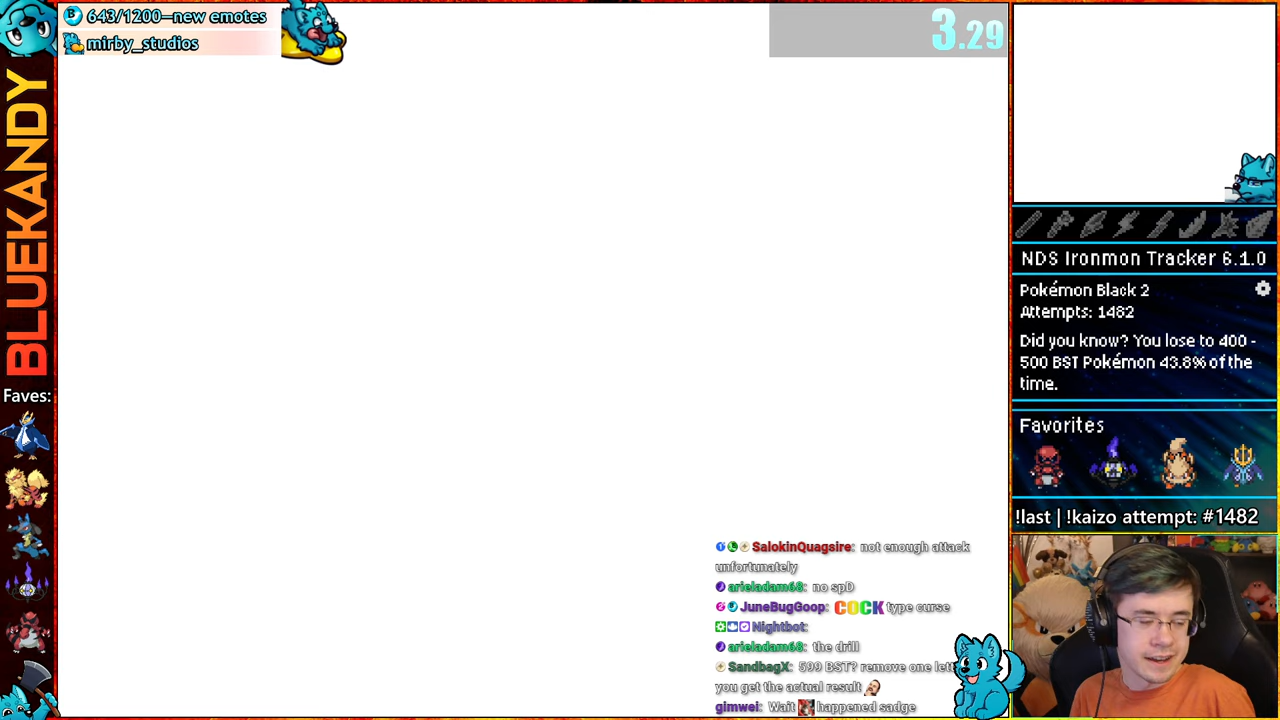 643/1200—new emotes
mirby_studios
3.29
BLUEKANDY
Faves:
NDS Ironmon Tracker 6.1.0
Pokémon Black 2
Attempts: 1482
Did you know? You lose to 400 -
500 BST Pokémon 43.8% of the
time.
Favorites
!last | !kaizo attempt: #1482
SalokinQuagsire: not enough attack
unfortunately
arieladam68: no spD
JuneBugGoop: COCK type curse
Nightbot:
arieladam68: the drill
SandbagX: 599 BST? remove one
you get the actual result
gimwei: Wait happened sadge